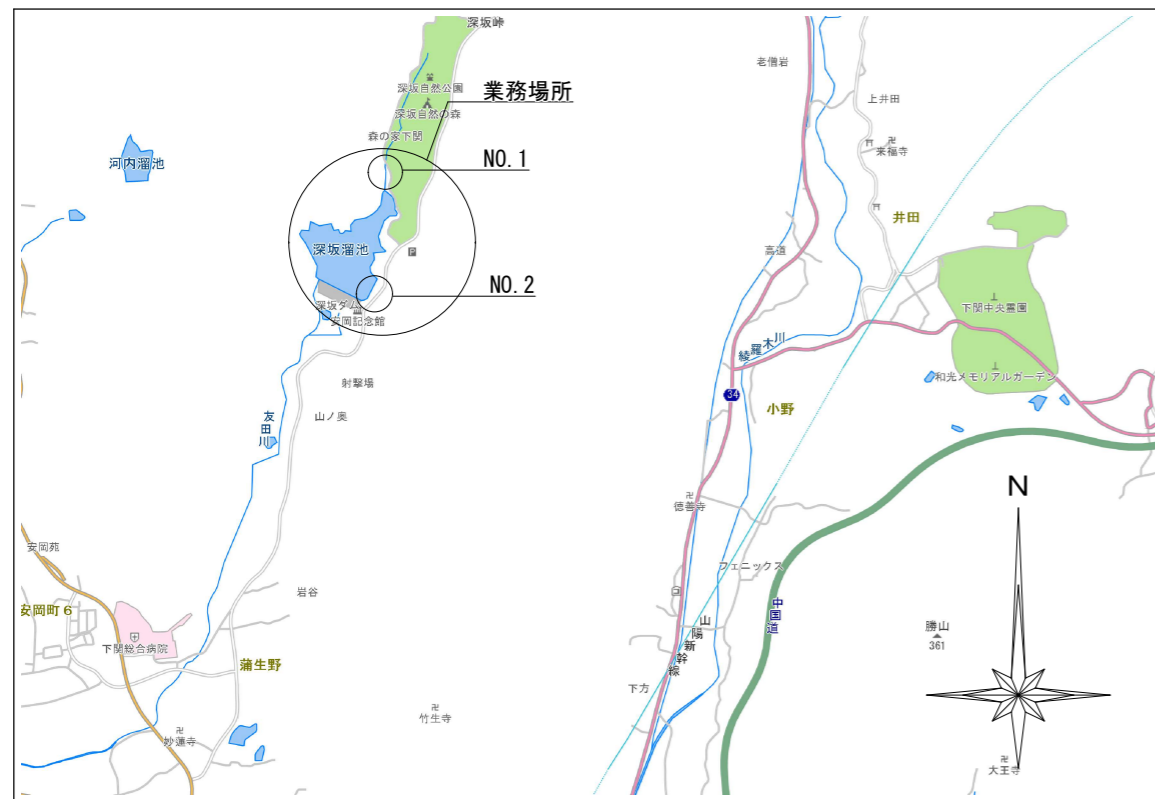 深坂峠
深坂自然公園
業務場所
深坂自然の森
森の家下関
NO.1
河内溜池
深坂溜池
NO.2
深坂ダム
安岡記念館
射撃場
山ノ奥
友田川
安岡苑
岩谷
安岡町6
下関総合病院
蒲生野
竹生寺
妙蓮寺
老僧岩
上井田
来福寺
井田
高道
下関中央霊園
綾羅木川
和光メモリアルガーデン
34
小野
徳善寺
フェニックス
中国道
山陽新幹線
下方
勝山
361
N
大王寺
P